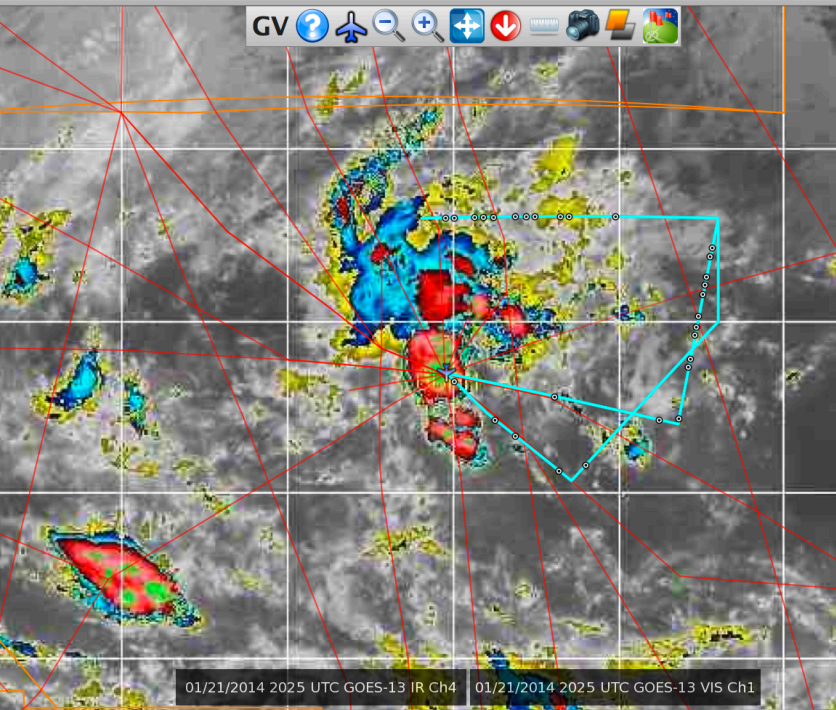 GV
01/21/2014 2025 UTC GOES-13 IR Ch4
01/21/2014 2025 UTC GOES-13 VIS Ch1